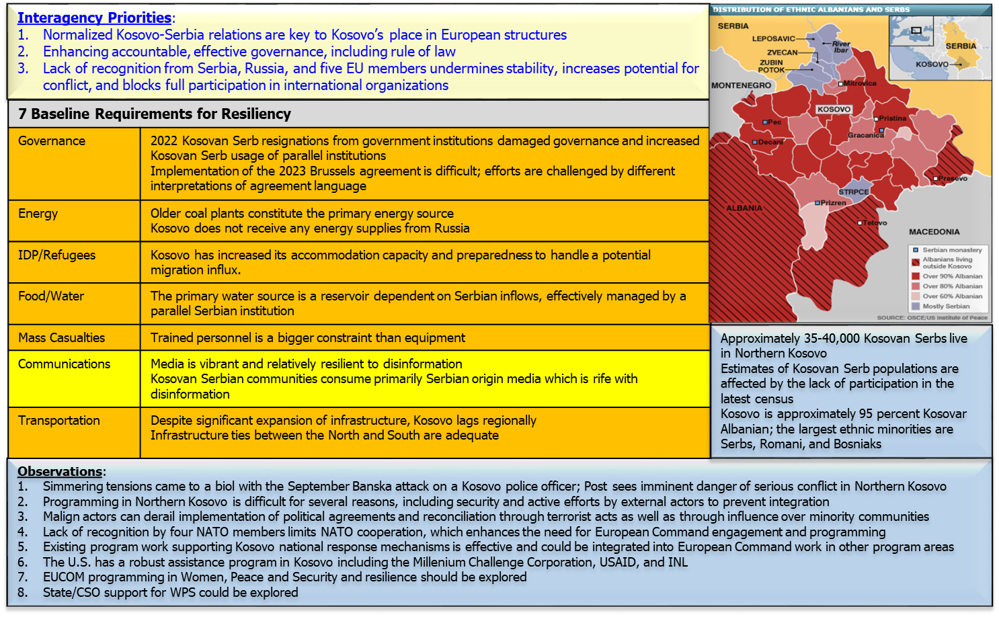 Interagency Priorities:
1. Normalized Kosovo-Serbia relations are key to Kosovo's place in European structures
2. Enhancing accountable, effective governance, including rule of law
3. Lack of recognition from Serbia, Russia, and five EU members undermines stability, increases potential for
conflict, and blocks full participation in international organizations
7 Baseline Requirements for Resiliency
Governance
2022 Kosovan Serb resignations from government institutions damaged governance and increased
Kosovan Serb usage of parallel institutions
Implementation of the 2023 Brussels agreement is difficult; efforts are challenged by different
interpretations of agreement language
Energy
Older coal plants constitute the primary energy source
Kosovo does not receive any energy supplies from Russia
IDP/Refugees
Kosovo has increased its accommodation capacity and preparedness to handle a potential
migration influx.
Food/Water
The primary water source is a reservoir dependent on Serbian inflows, effectively managed by a
parallel Serbian institution
Mass Casualties
Trained personnel is a bigger constraint than equipment
Communications
Media is vibrant and relatively resilient to disinformation
Kosovan Serbian communities consume primarily Serbian origin media which is rife with
disinformation
Transportation
Despite significant expansion of infrastructure, Kosovo lags regionally
Infrastructure ties between the North and South are adequate
DISTRIBUTION OF ETHNIC ALBANIANS AND SERBS
SERBIA
LEPOSAVIC
River
Ibar
ZVECAN
ZUBIN
POTOK
SERBIA
KOSOVO
MONTENEGRO
Mitrovica
KOSOVO
Pec
Pristina
Decani
Gracanica
Presevo
STRPCE
Prizren
ALBANIA
Tetovo
MACEDONIA
Serbian monastery
Albanians living
outside Kosovo
Over 90% Albanian
Over 80% Albanian
Over 60% Albanian
Mostly Serbian
SOURCE: OSCE/US Institute of Peace
Approximately 35-40,000 Kosovan Serbs live
in Northern Kosovo
Estimates of Kosovan Serb populations are
affected by the lack of participation in the
latest census
Kosovo is approximately 95 percent Kosovar
Albanian; the largest ethnic minorities are
Serbs, Romani, and Bosniaks
Observations:
1. Simmering tensions came to a biol with the September Banska attack on a Kosovo police officer; Post sees imminent danger of serious conflict in Northern Kosovo
2. Programming in Northern Kosovo is difficult for several reasons, including security and active efforts by external actors to prevent integration
3. Malign actors can derail implementation of political agreements and reconciliation through terrorist acts as well as through influence over minority communities
4. Lack of recognition by four NATO members limits NATO cooperation, which enhances the need for European Command engagement and programming
5. Existing program work supporting Kosovo national response mechanisms is effective and could be integrated into European Command work in other program areas
6. The U.S. has a robust assistance program in Kosovo including the Millenium Challenge Corporation, USAID, and INL
7. EUCOM programming in Women, Peace and Security and resilience should be explored
8. State/CSO support for WPS could be explored